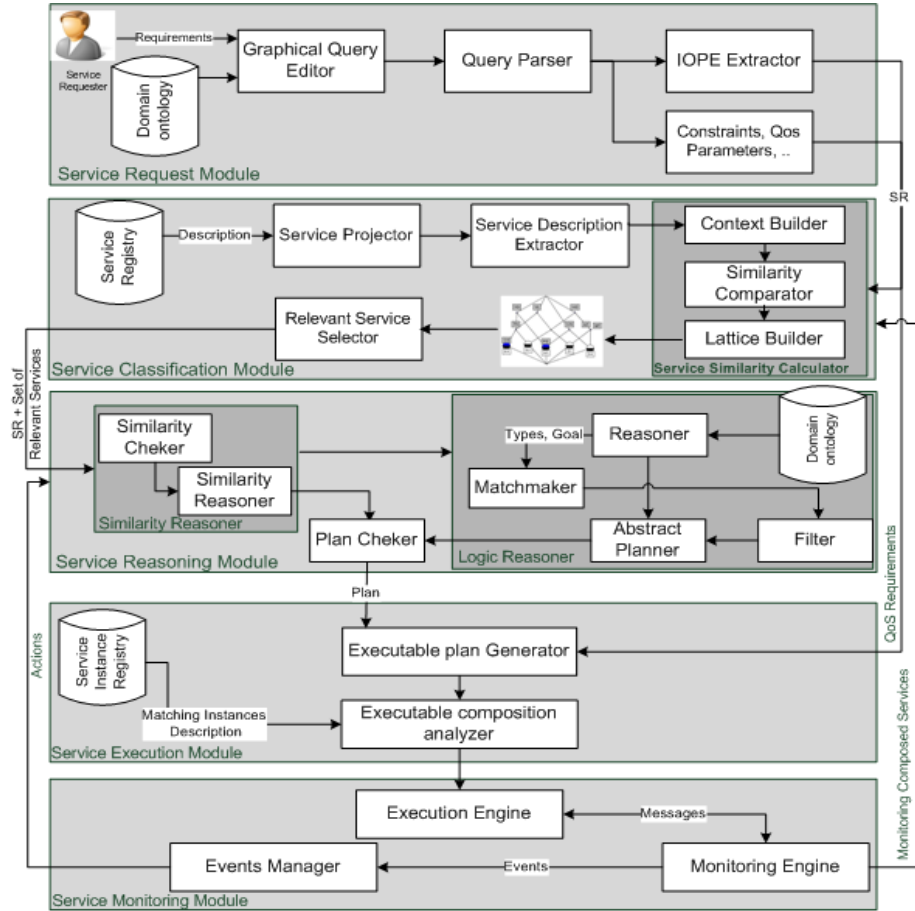 Requirements
Service
Requester
Domain
ontology
Graphical Query
Editor
Query Parser
IOPE Extractor
Constraints, Qos
Parameters, ..
Service Request Module
SR
Service
Registry
Description
Service Projector
Service Description
Extractor
Context Builder
Similarity
Comparator
Lattice Builder
Service Similarity Calculator
Relevant Service
Selector
Service Classification Module
SR + Set of
Relevant Services
Similarity
Cheker
Similarity
Reasoner
Similarity Reasoner
Types, Goal
Reasoner
Domain
ontology
Matchmaker
Plan Cheker
Abstract
Planner
Filter
Logic Reasoner
Service Reasoning Module
Plan
QoS Requirements
Actions
Service
Instance
Registry
Executable plan Generator
Matching Instances
Description
Executable composition
analyzer
Service Execution Module
Monitoring Composed Services
Execution Engine
Messages
Events Manager
Events
Monitoring Engine
Service Monitoring Module